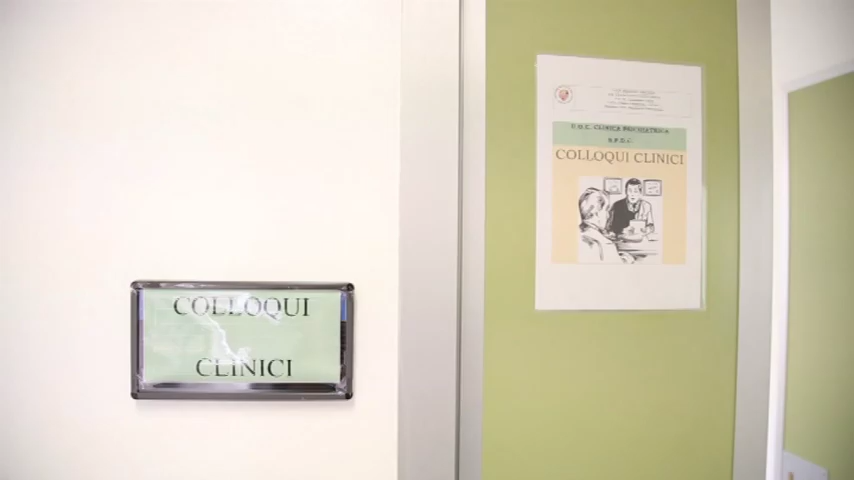 COLLOQUI
CLINICI
U.O.C. CLINICA PSICHIATRICA
S.P.D.C.
COLLOQUI CLINICI